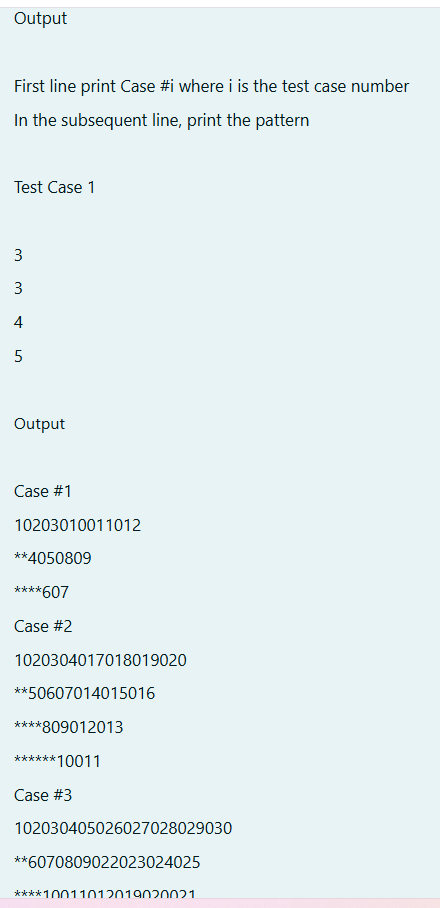 Output
First line print Case #i where i is the test case number
In the subsequent line, print the pattern
Test Case 1
3
3
4
5
Output
Case #1
10203010011012
**4050809
****607
Case #2
1020304017018019020
**50607014015016
****809012013
******10011
Case #3
102030405026027028029030
**6070809022023024025
****10011012019020021